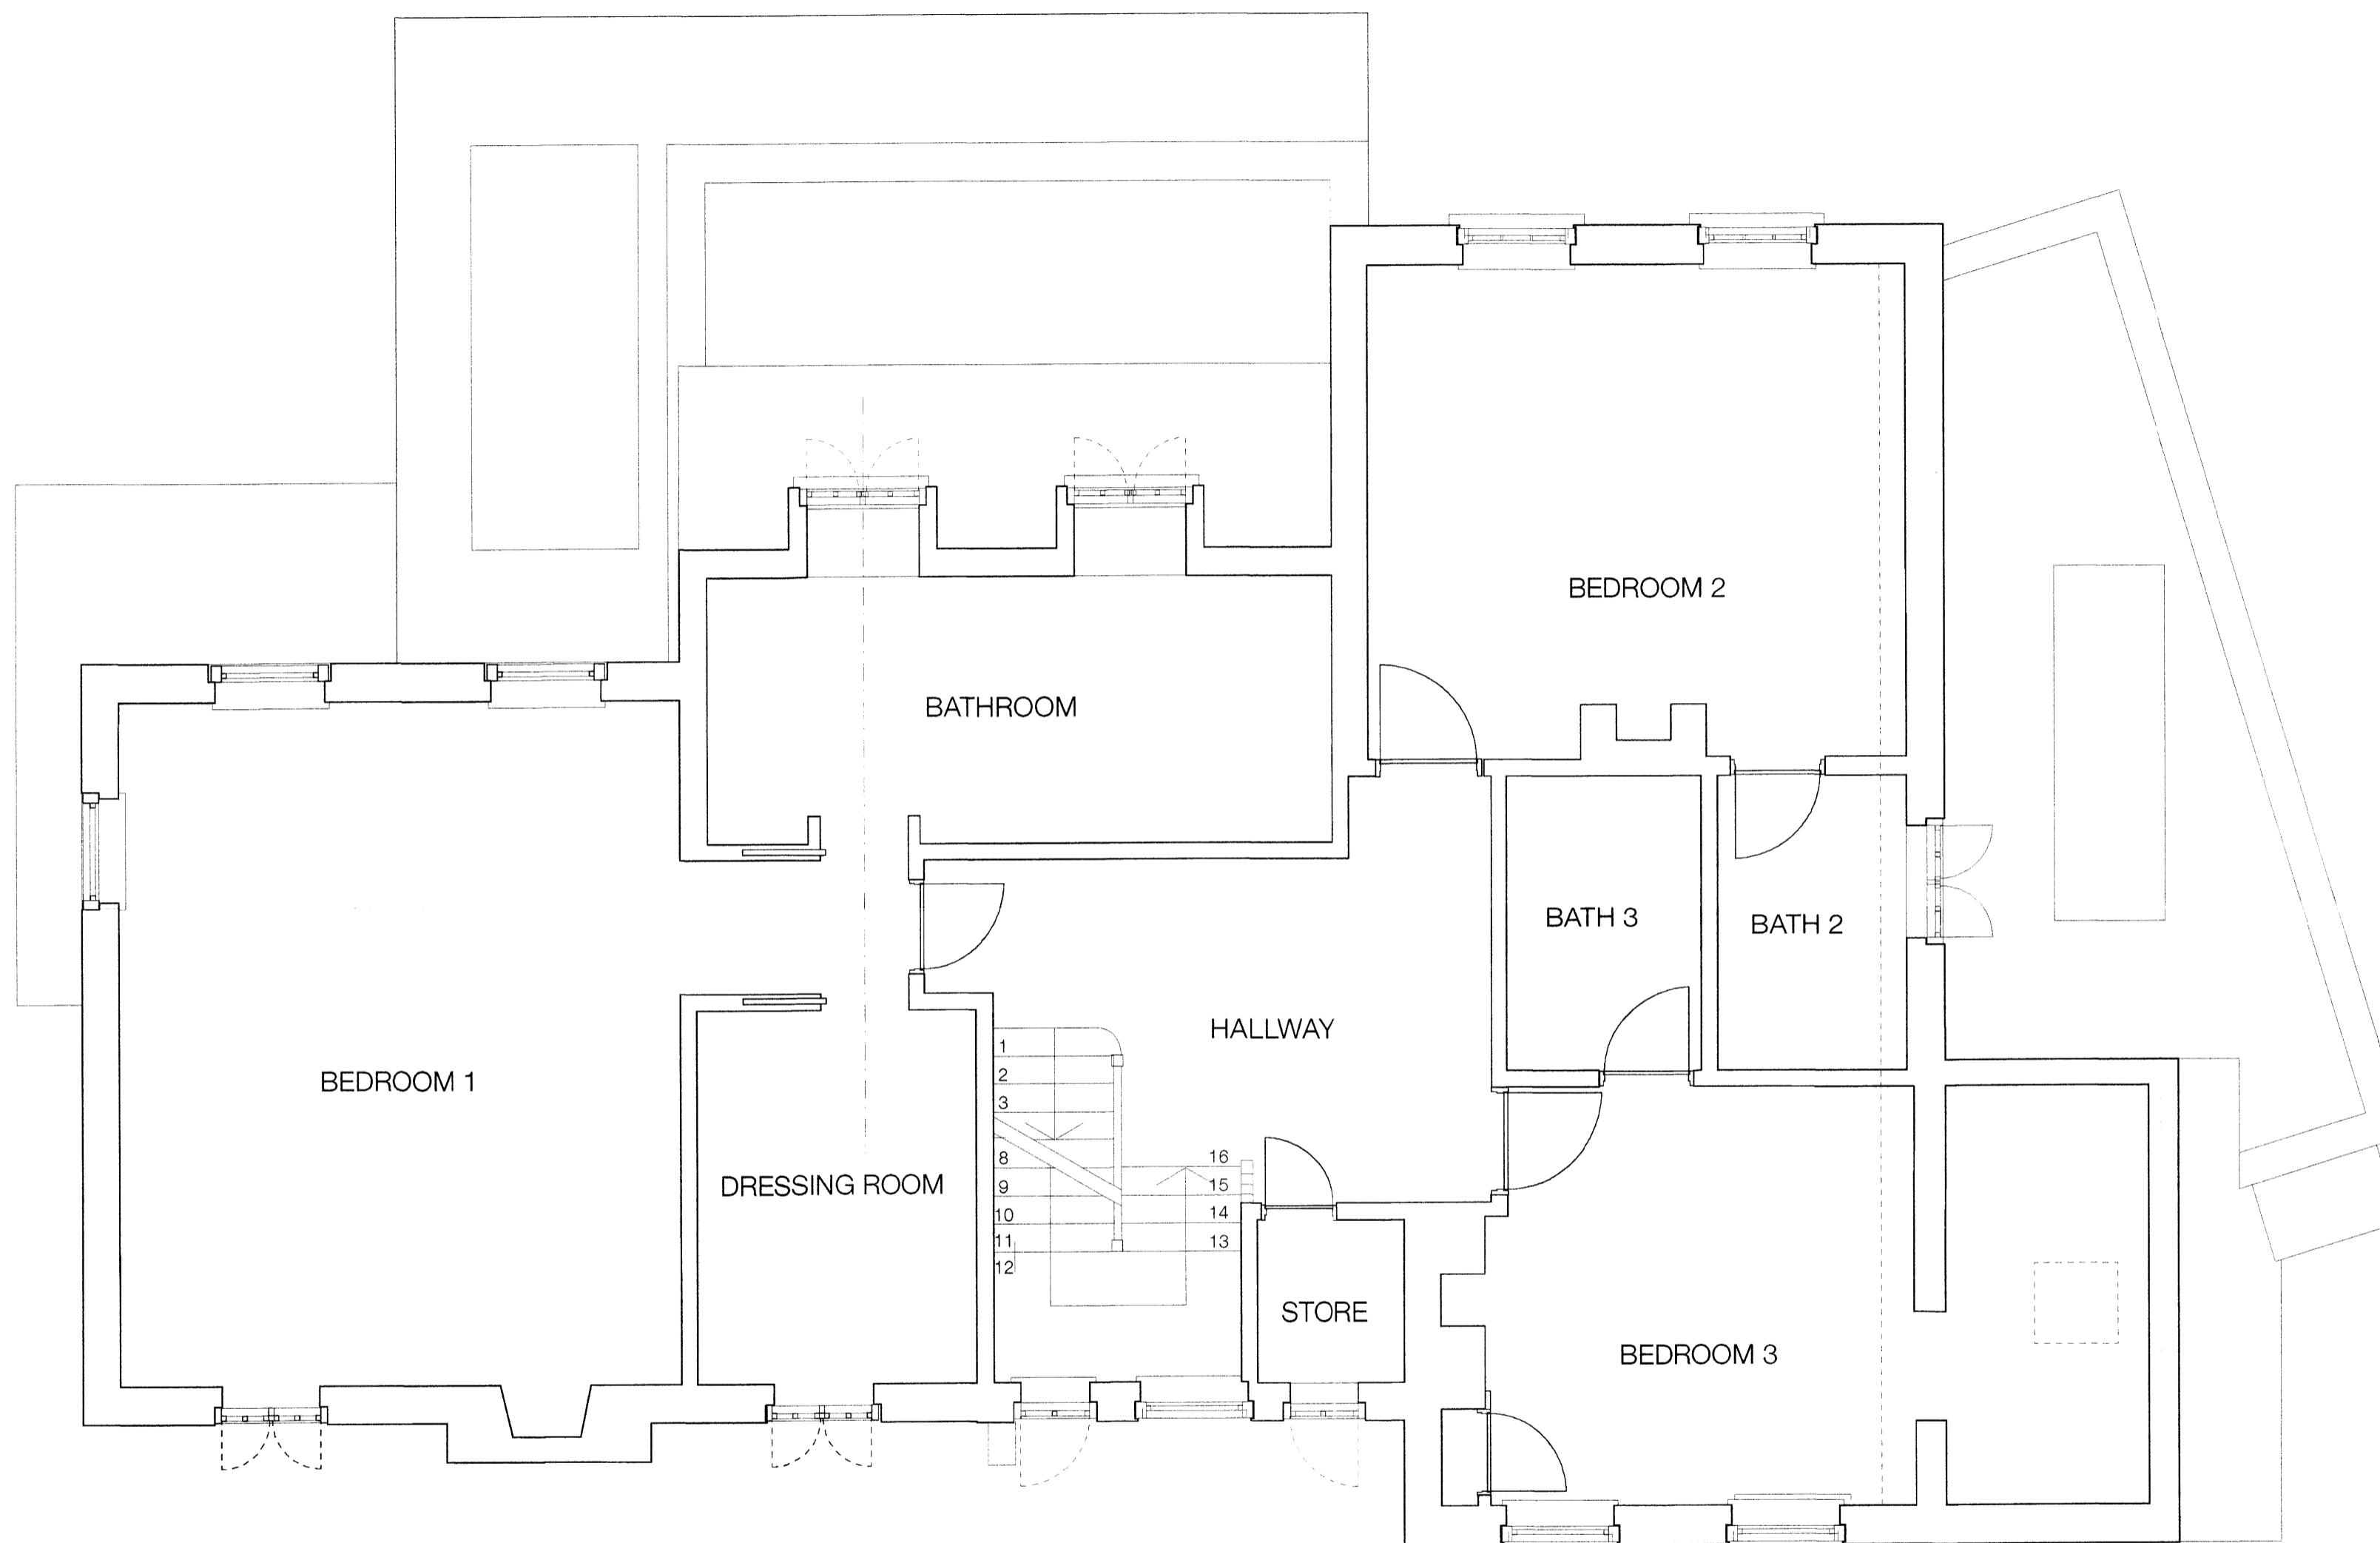 BEDROOM 2
BATHROOM
BATH 3
BATH 2
HALLWAY
BEDROOM 1
DRESSING ROOM
1
2
3
8
9
10
11
12
16
15
14
13
STORE
BEDROOM 3